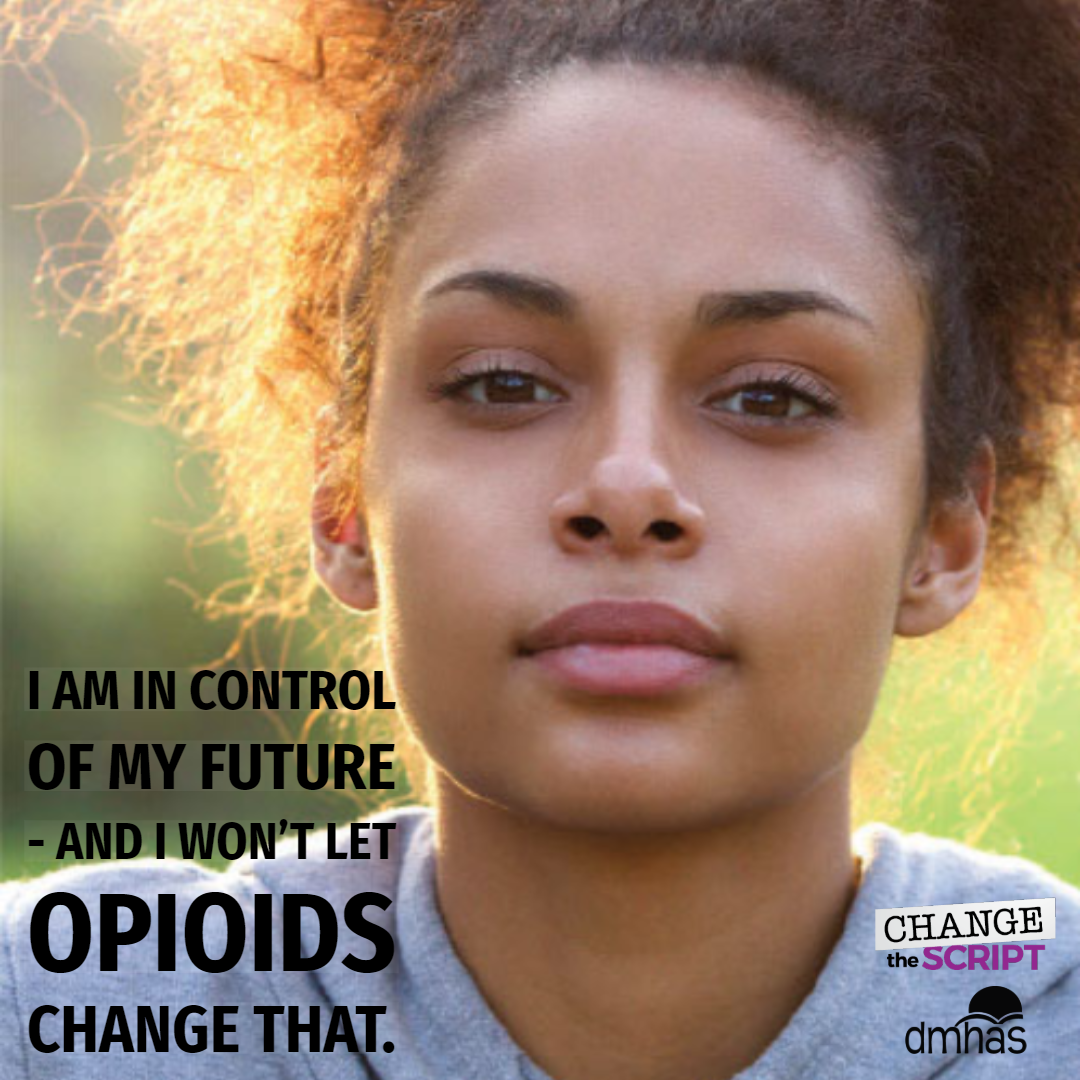 I AM IN CONTROL
OF MY FUTURE
- AND I WON’T LET
OPIOIDS
CHANGE THAT.
CHANGE
the SCRIPT
dmhas